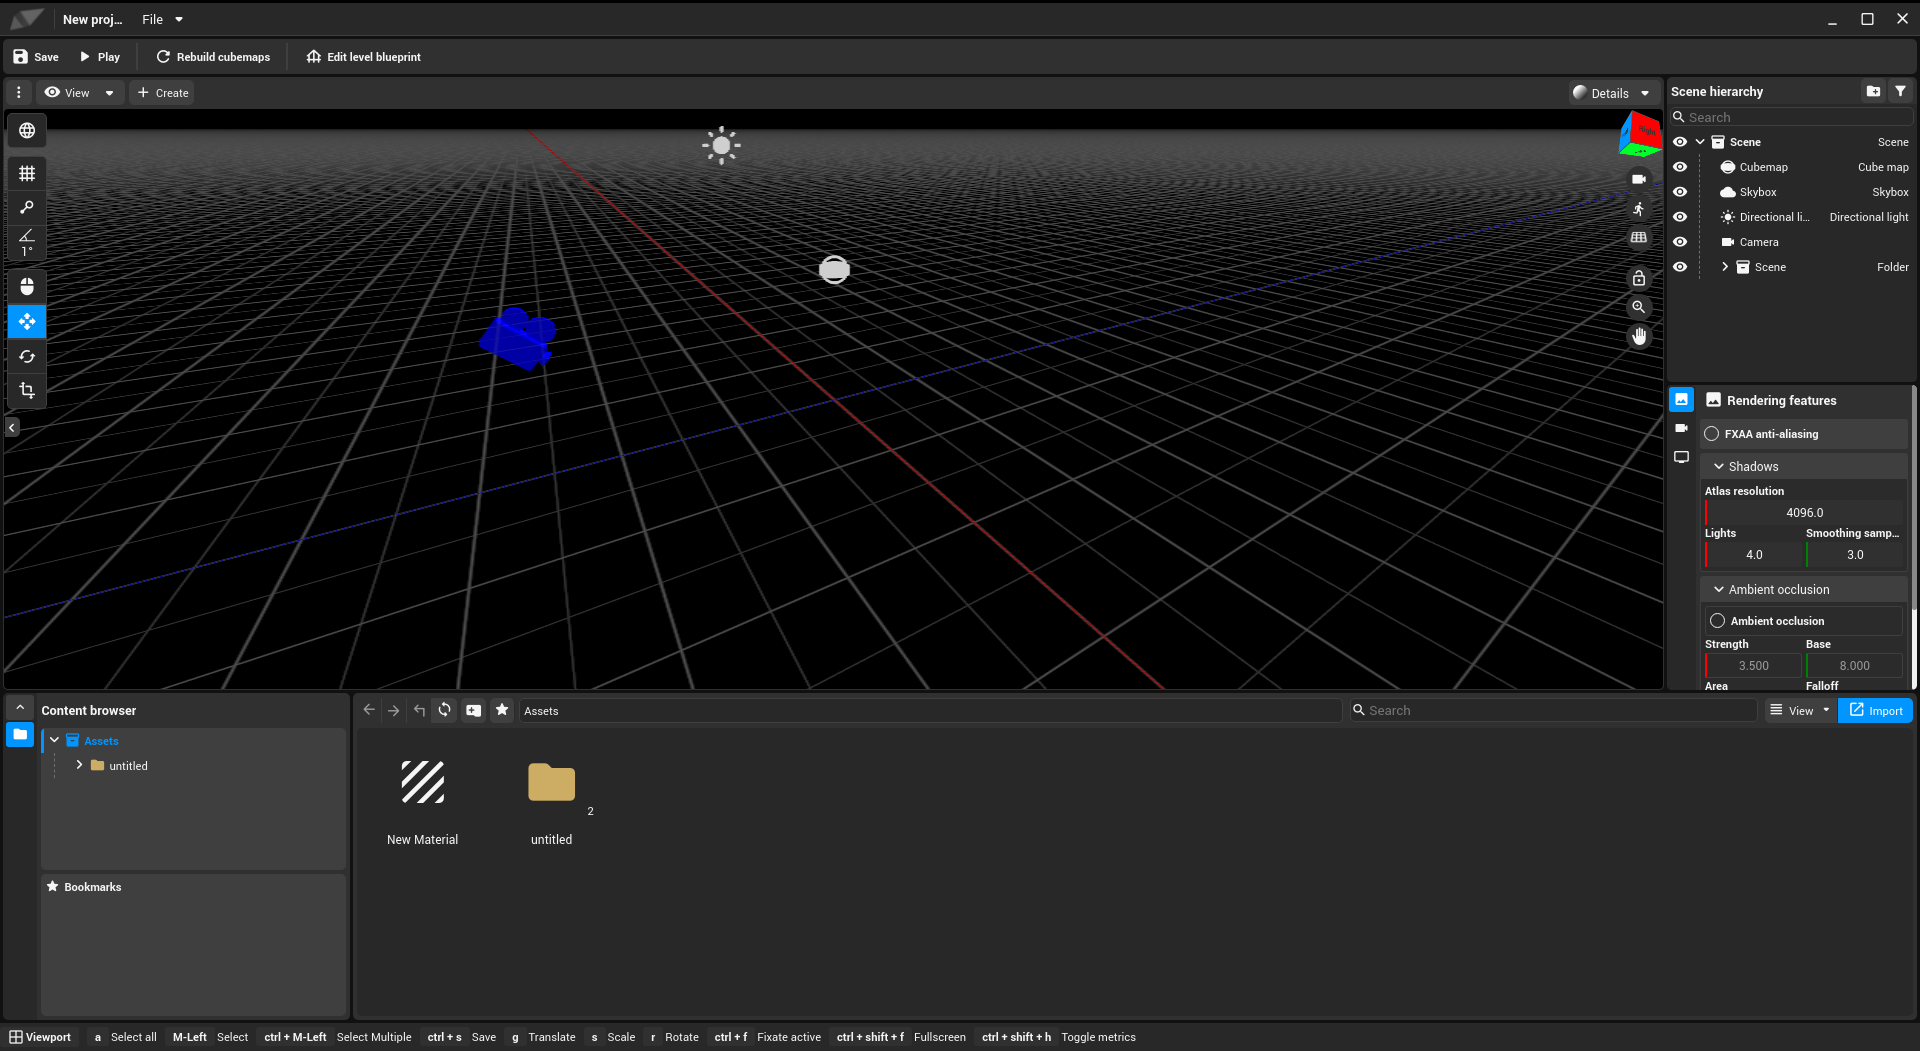 New proj... File
Save Play Rebuild cubemaps Edit level blueprint
View Create Details
1°
Right
Scene hierarchy
Search
Scene Scene
Cubemap Cube map
Skybox Skybox
Directional li... Directional light
Camera
Scene Folder
Rendering features
FXAA anti-aliasing
Shadows
Atlas resolution
4096.0
Lights Smoothing samp...
4.0 3.0
Ambient occlusion
Ambient occlusion
Strength Base
3.500 8.000
Area Falloff
Content browser
Assets
untitled
Bookmarks
Assets Search View Import
2
New Material untitled
Viewport a Select all M-Left Select ctrl + M-Left Select Multiple ctrl + s Save g Translate s Scale r Rotate ctrl + f Fixate active ctrl + shift + f Fullscreen ctrl + shift + h Toggle metrics